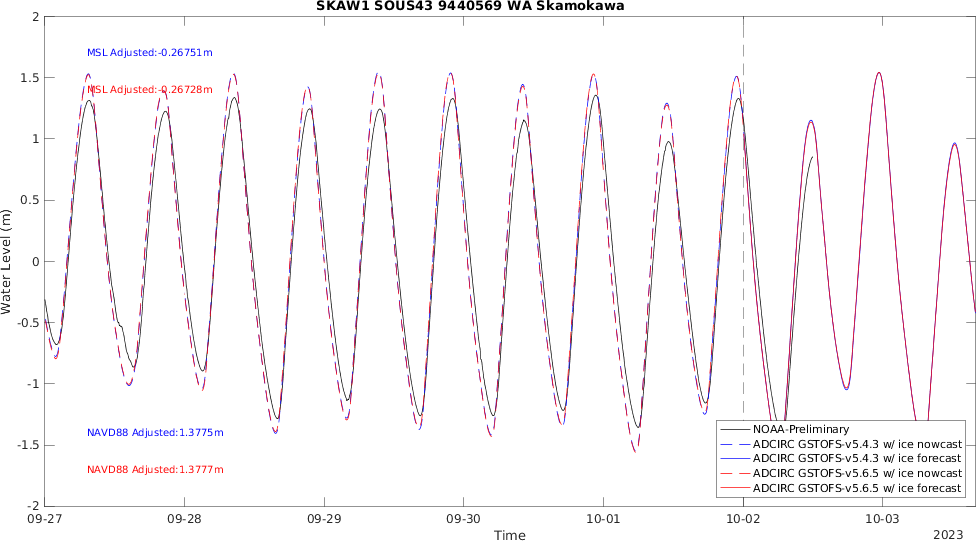 SKAW1 SOUS43 9440569 WA Skamokawa
2
1.5
1
0.5
0
-0.5
-1
-1.5
-2
Water Level (m)
MSL Adjusted:-0.26751m
MSL Adjusted:-0.26728m
NAVD88 Adjusted:1.3775m
NAVD88 Adjusted:1.3777m
NOAA-Preliminary
ADCIRC GSTOFS-v5.4.3 w/ ice nowcast
ADCIRC GSTOFS-v5.4.3 w/ ice forecast
ADCIRC GSTOFS-v5.6.5 w/ ice nowcast
ADCIRC GSTOFS-v5.6.5 w/ ice forecast
09-27 09-28 09-29 09-30 10-01 10-02 10-03
Time
2023